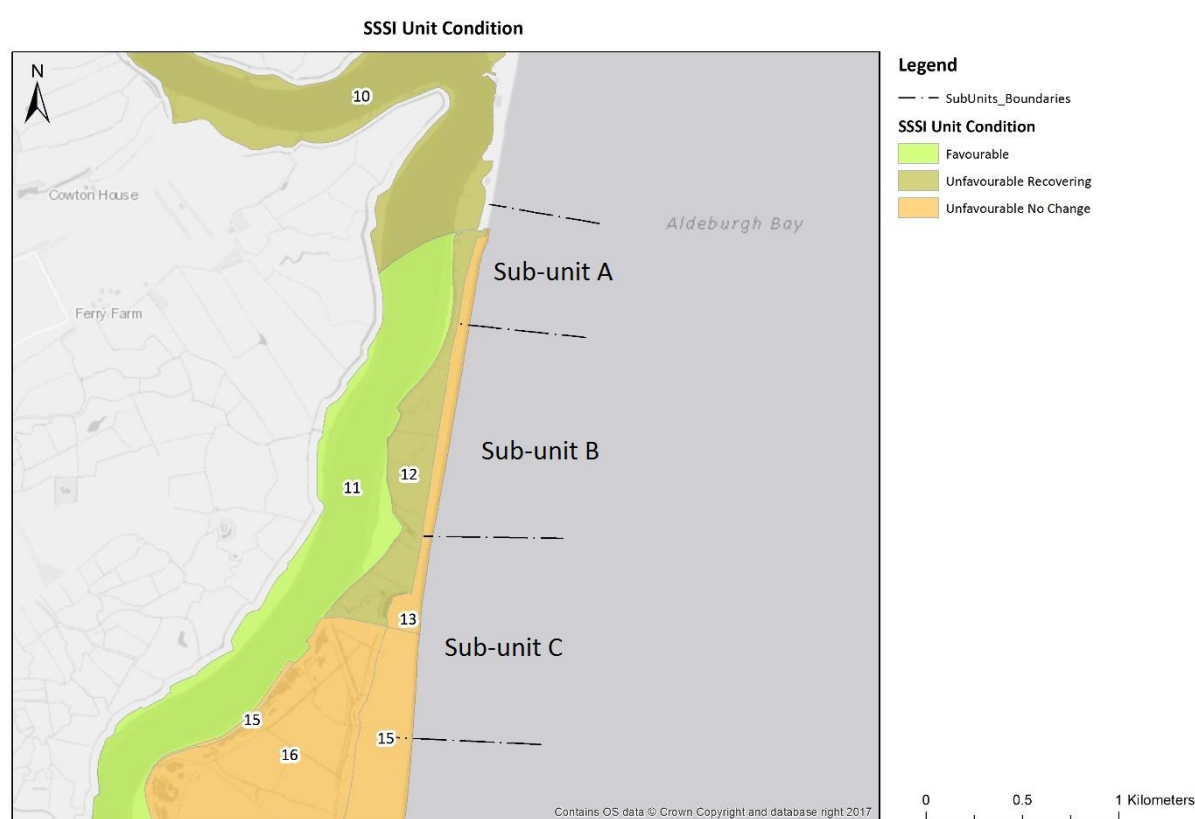 SSSI Unit Condition
N
10
Cowton House
Aldeburgh Bay
Sub-unit A
Ferry Farm
Sub-unit B
12
11
13
Sub-unit C
15
15
16
Contains OS data © Crown Copyright and database right 2017
Legend
SubUnits_Boundaries
SSSI Unit Condition
Favourable
Unfavourable Recovering
Unfavourable No Change
0 0.5 1 Kilometers